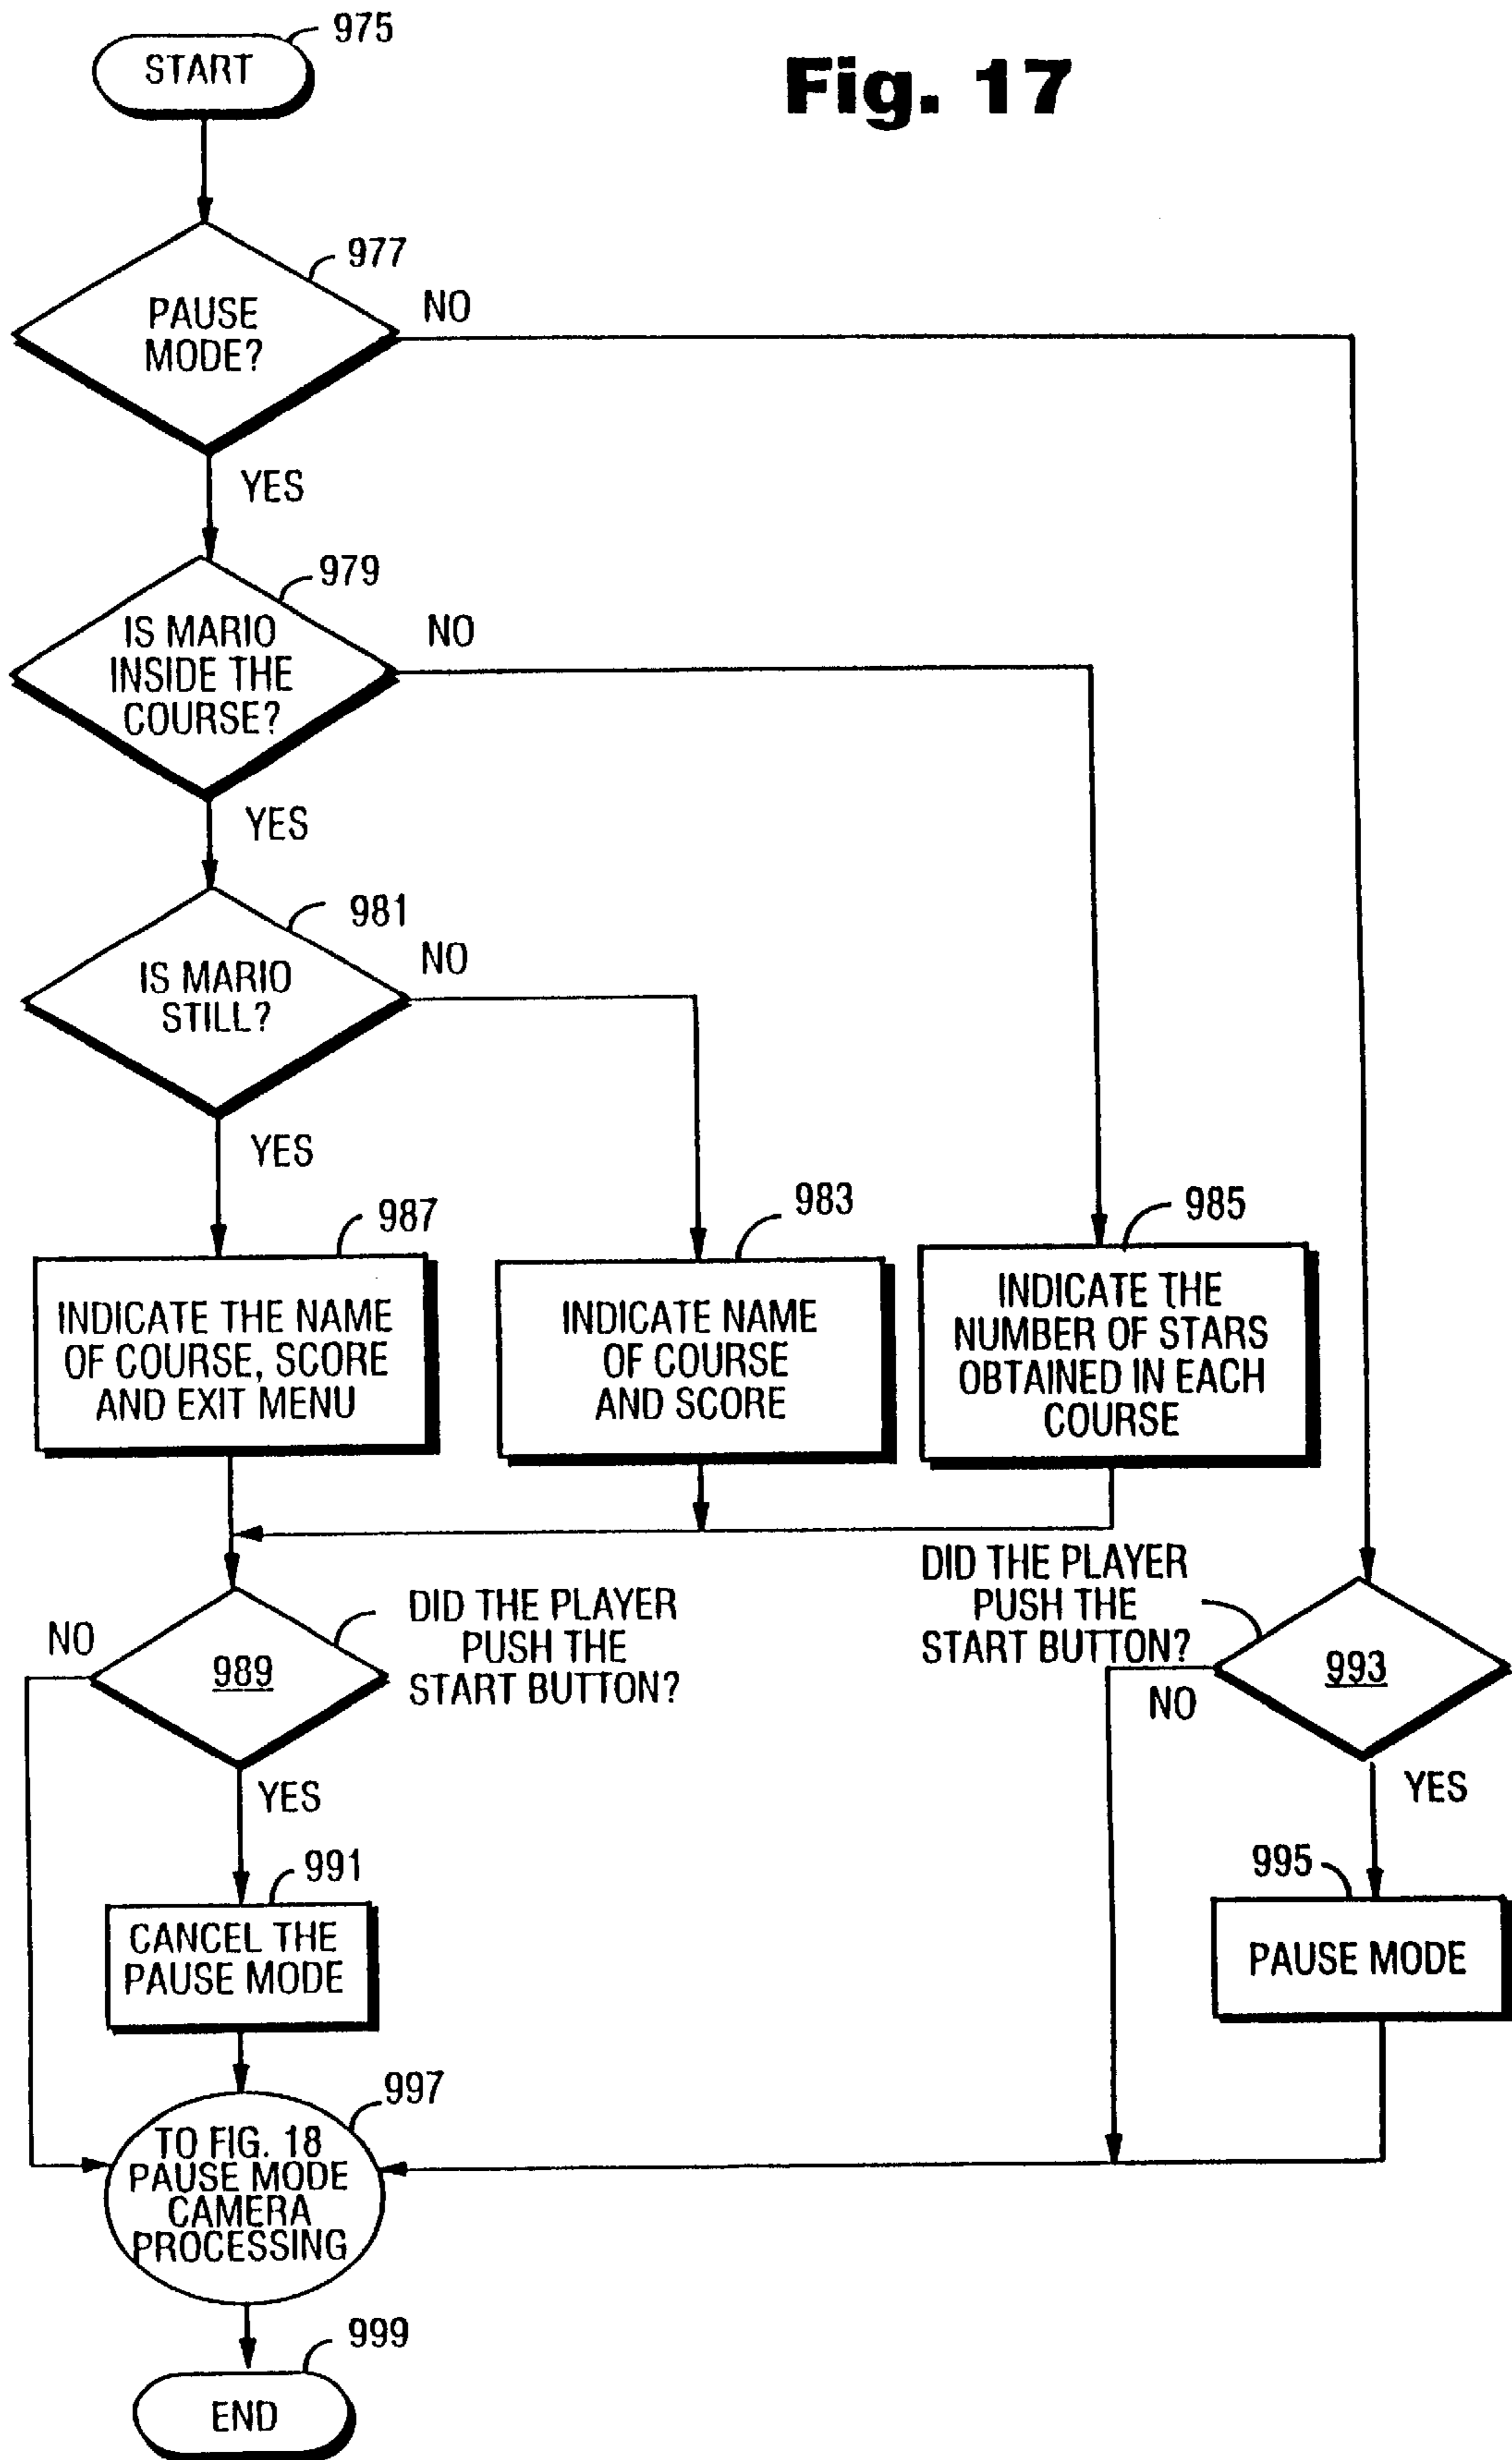 975
START
Fig. 17
977
PAUSE
MODE?
NO
YES
979
IS MARIO
INSIDE THE
COURSE?
NO
YES
981
IS MARIO
STILL?
NO
YES
987
INDICATE THE NAME
OF COURSE, SCORE
AND EXIT MENU
983
INDICATE NAME
OF COURSE
AND SCORE
985
INDICATE THE
NUMBER OF STARS
OBTAINED IN EACH
COURSE
NO
989
DID THE PLAYER
PUSH THE
START BUTTON?
YES
DID THE PLAYER
PUSH THE
START BUTTON?
993
NO
YES
991
CANCEL THE
PAUSE MODE
995
PAUSE MODE
997
TO FIG. 18
PAUSE MODE
CAMERA
PROCESSING
999
END